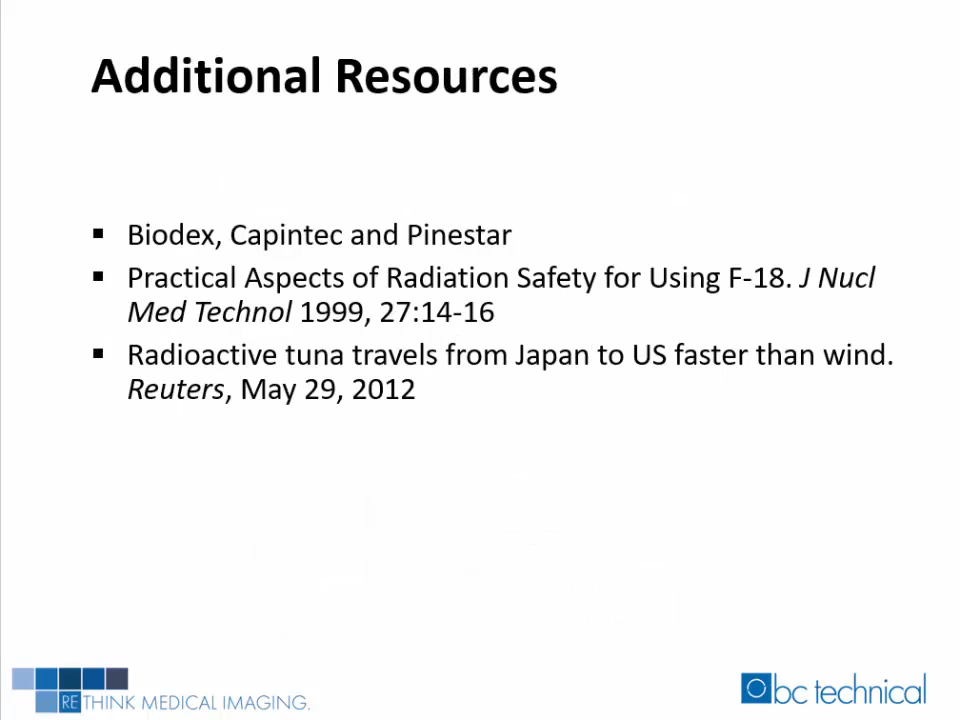 Additional Resources
Biodex, Capintec and Pinestar
Practical Aspects of Radiation Safety for Using F-18. J Nucl
Med Technol 1999, 27:14-16
Radioactive tuna travels from Japan to US faster than wind.
Reuters, May 29, 2012
RETHINK MEDICAL IMAGING.
bc technical